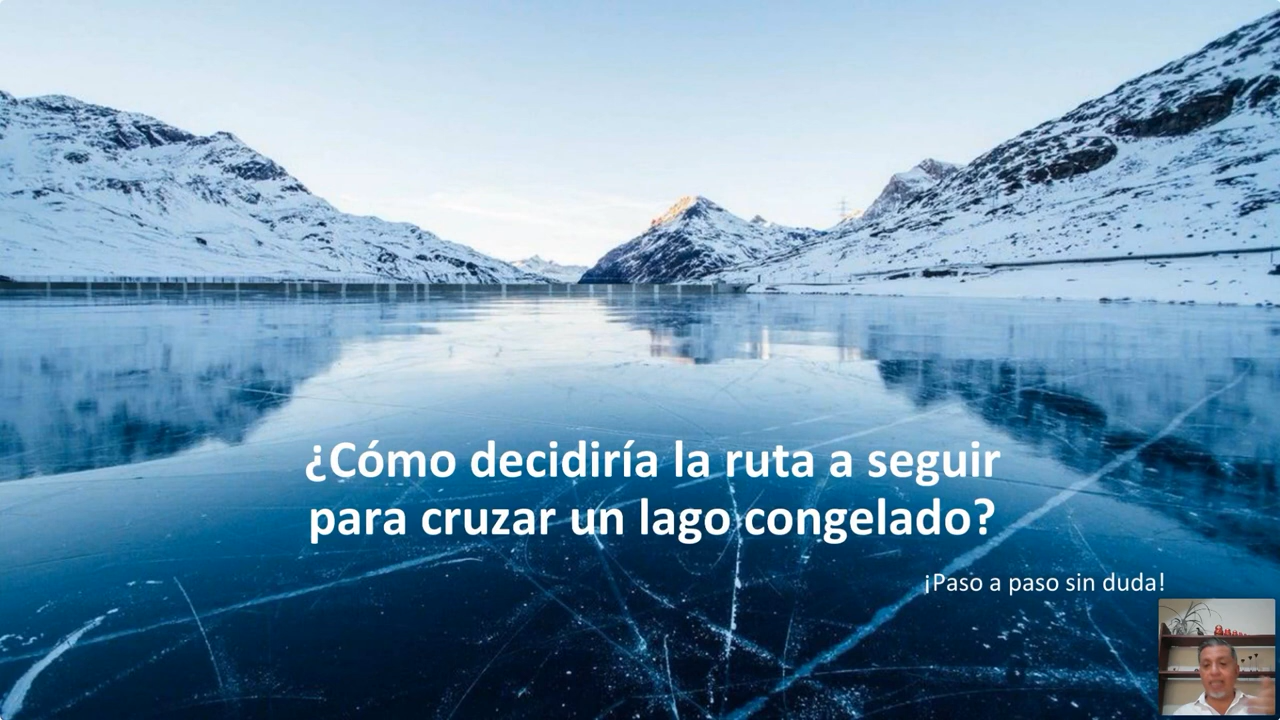 ¿Cómo decidiría la ruta a seguir
para cruzar un lago congelado?
¡Paso a paso sin duda!